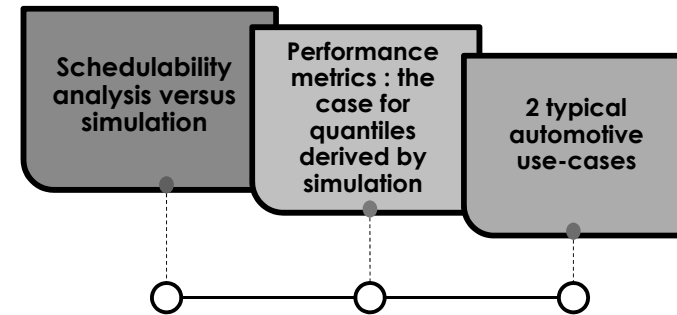 Schedulability
analysis versus
simulation
Performance
metrics : the
case for
quantiles
derived by
simulation
2 typical
automotive
use-cases